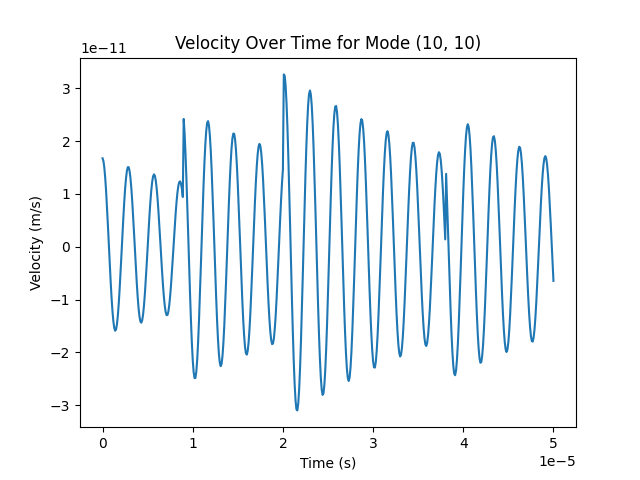 Velocity Over Time for Mode (10, 10)
1e−11
3
2
1
0
−1
−2
−3
Velocity (m/s)
0 1 2 3 4 5
1e−5
Time (s)